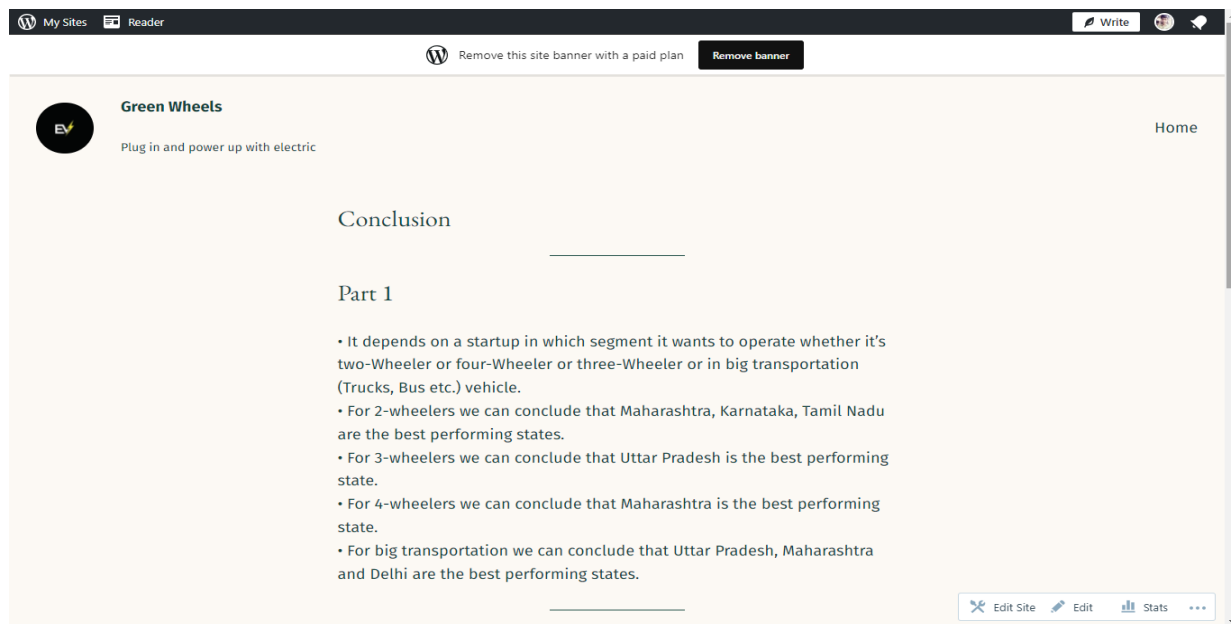 My Sites Reader Write
Remove this site banner with a paid plan Remove banner
Green Wheels
EV
Home
Plug in and power up with electric
Conclusion
Part 1
• It depends on a startup in which segment it wants to operate whether it’s
two-Wheeler or four-Wheeler or three-Wheeler or in big transportation
(Trucks, Bus etc.) vehicle.
• For 2-wheelers we can conclude that Maharashtra, Karnataka, Tamil Nadu
are the best performing states.
• For 3-wheelers we can conclude that Uttar Pradesh is the best performing
state.
• For 4-wheelers we can conclude that Maharashtra is the best performing
state.
• For big transportation we can conclude that Uttar Pradesh, Maharashtra
and Delhi are the best performing states.
Edit Site Edit Stats ...